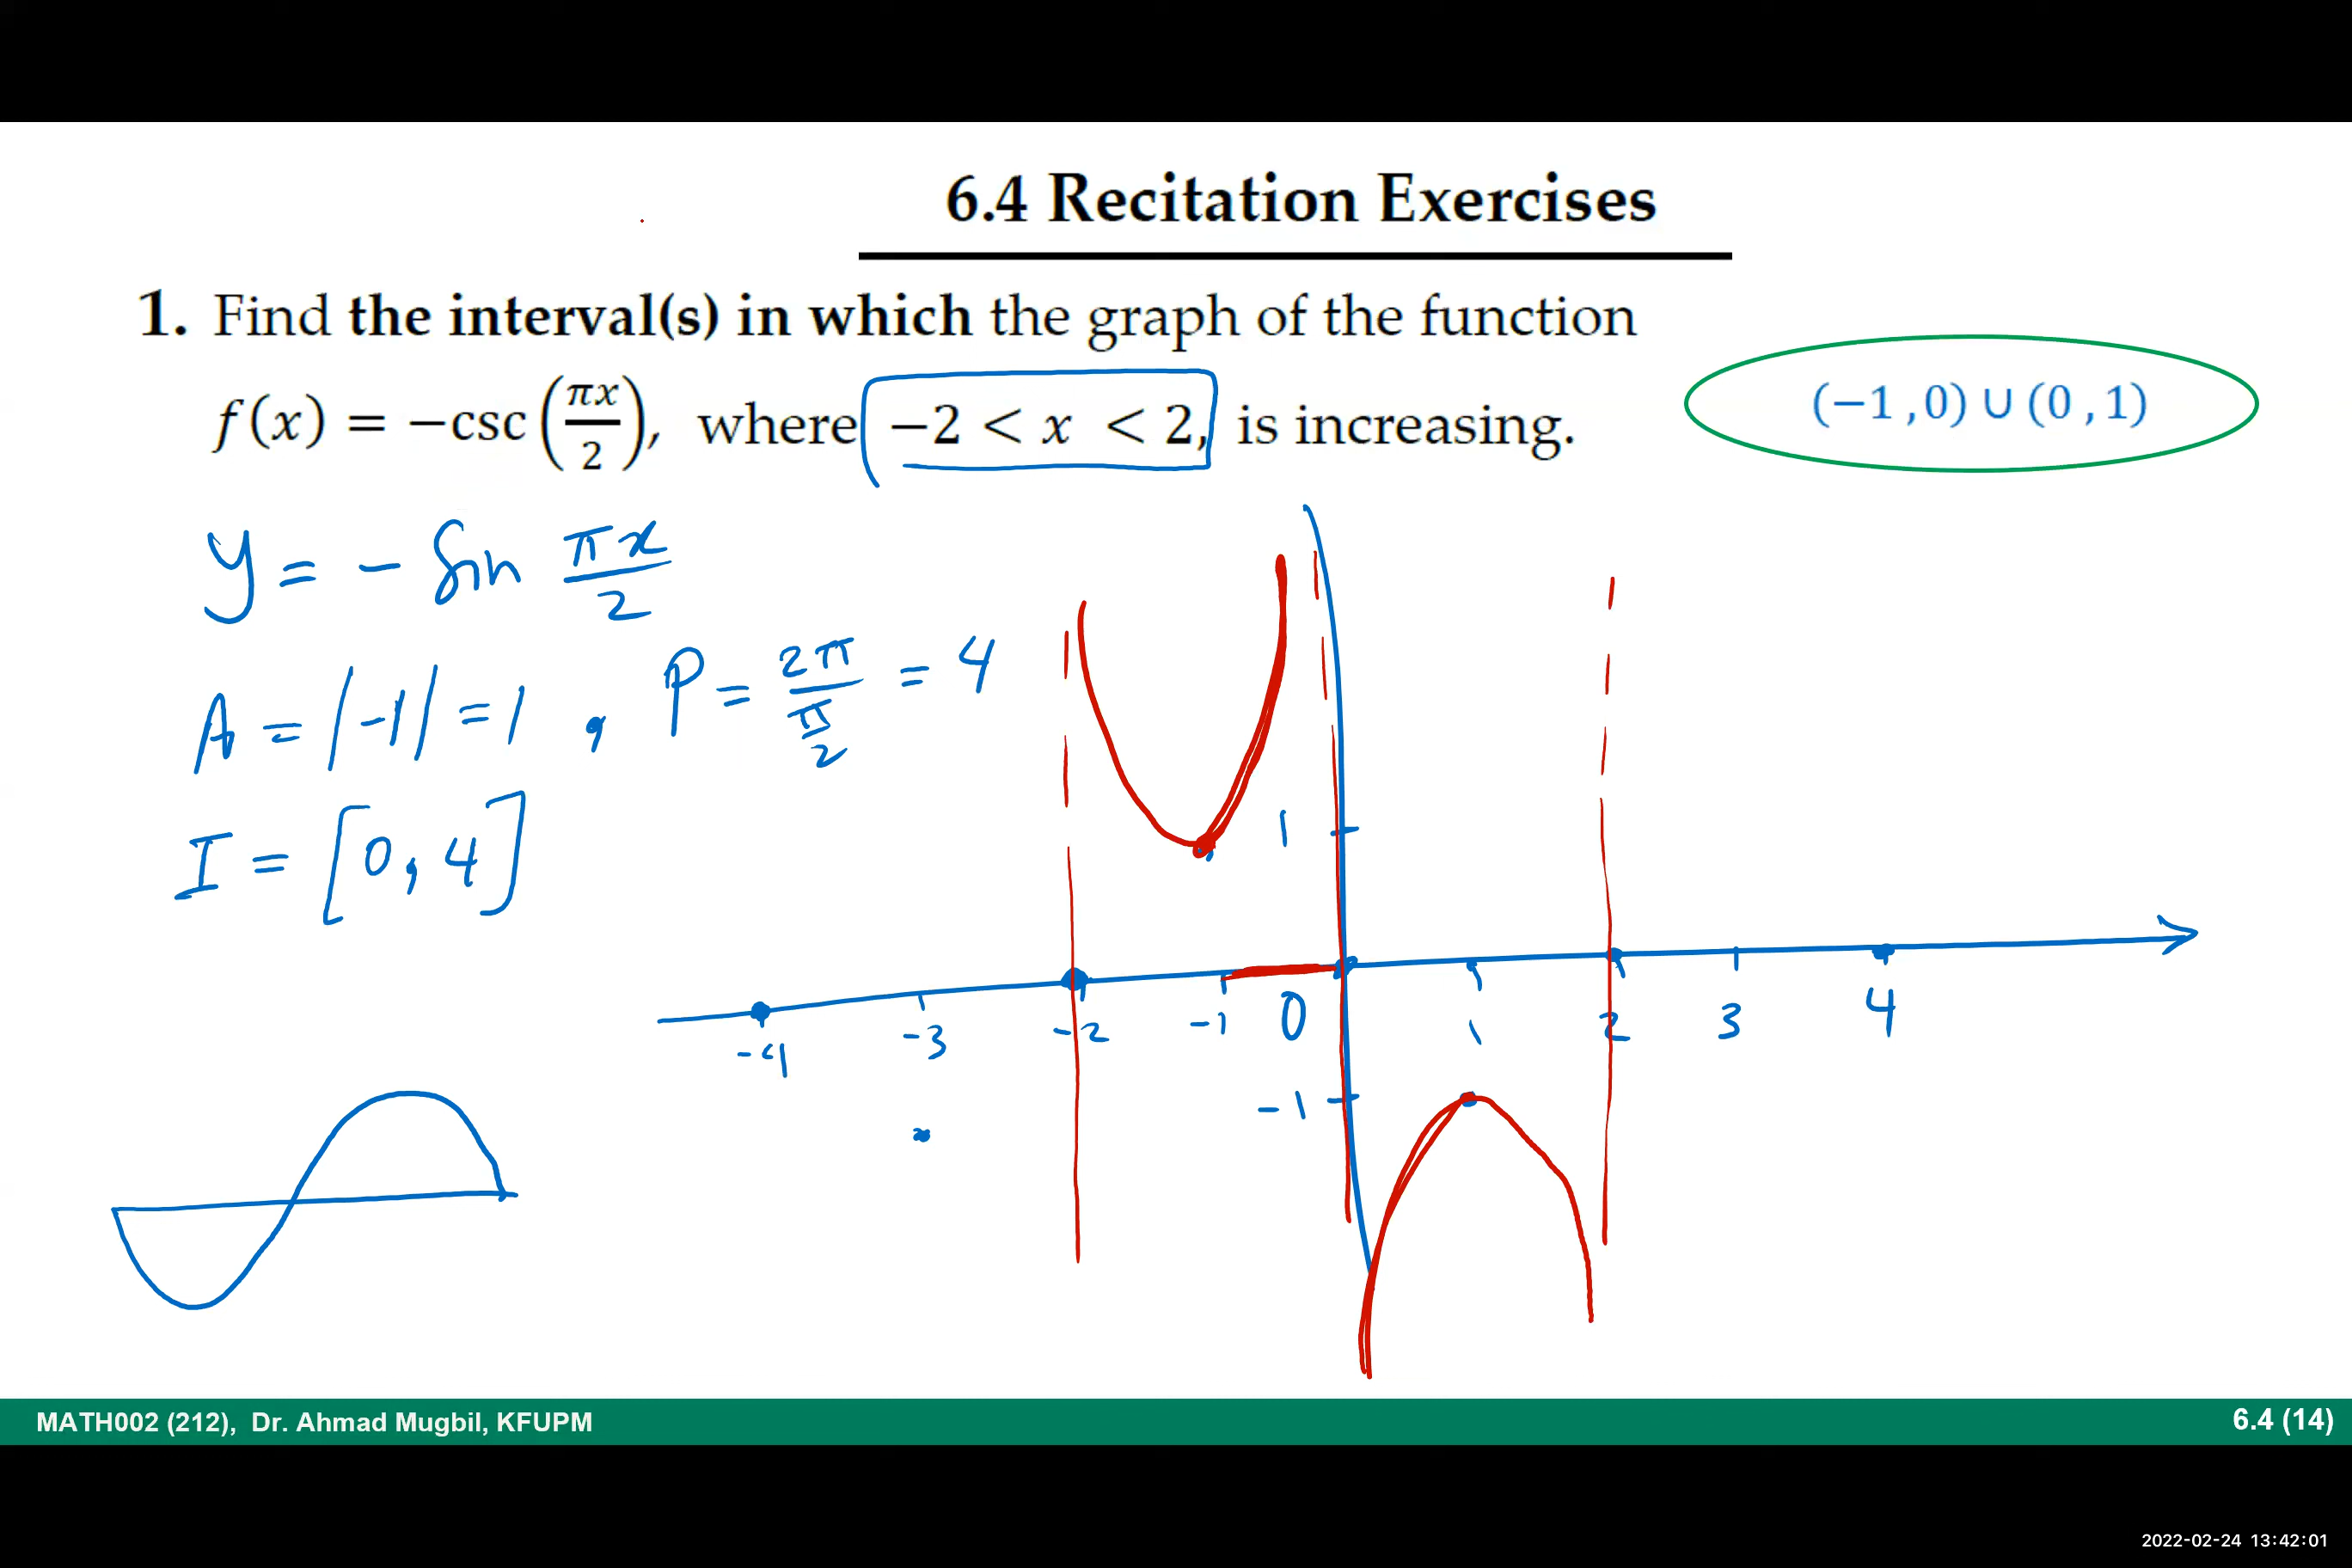 6.4 Recitation Exercises
1. Find the interval(s) in which the graph of the function
f(x) = −csc(πx/2), where −2 < x < 2, is increasing.
(−1 ,0) ∪ (0 , 1)
y = - sin πx/2
A = |-1| = 1 , P = 2π/(π/2) = 4
I = [0, 4]
1
-4 -3 -2 -1 0 1 2 3 4
-1
MATH002 (212), Dr. Ahmad Mugbil, KFUPM
6.4 (14)
2022-02-24 13:42:01